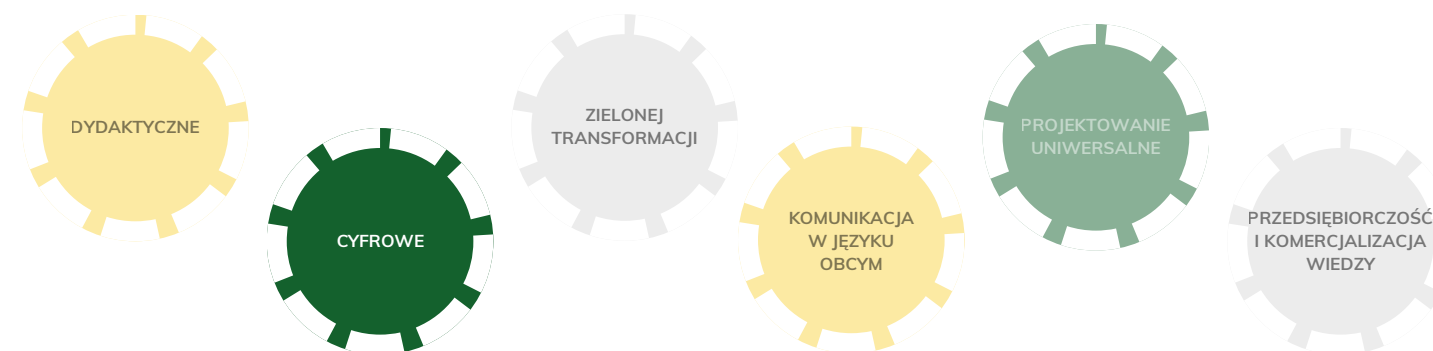 DYDAKTYCZNE
CYFROWE
ZIELONEJ
TRANSFORMACJI
KOMUNIKACJA
W JĘZYKU
OBCYM
PROJEKTOWANIE
UNIWERSALNE
PRZEDSIĘBIORCZOŚĆ
I KOMERCJALIZACJA
WIEDZY